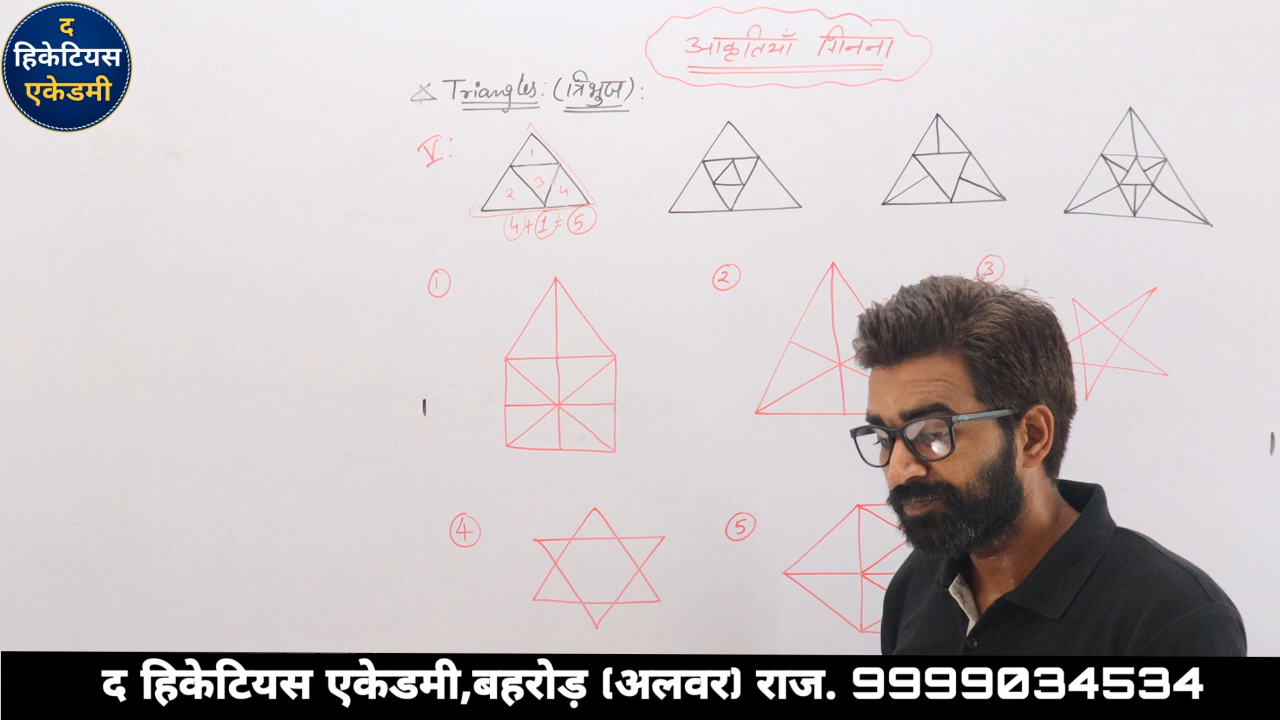 द
हिकेटियस
एकेडमी
आकृतियाँ गिनना
Triangles: (त्रिभुज):
V:
1
2 3 4
4+1=5
1 2 3
4 5
द हिकेटियस एकेडमी,बहरोड़ (अलवर) राज. 9999034534